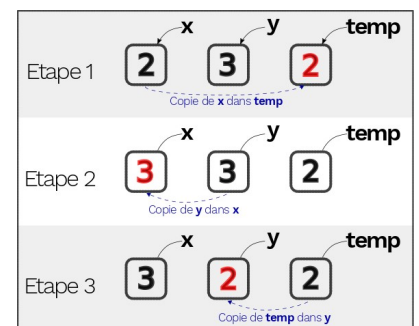 x y temp
Etape 1 2 3 2
Copie de x dans temp
x y temp
Etape 2 3 3 2
Copie de y dans x
x y temp
Etape 3 3 2 2
Copie de temp dans y